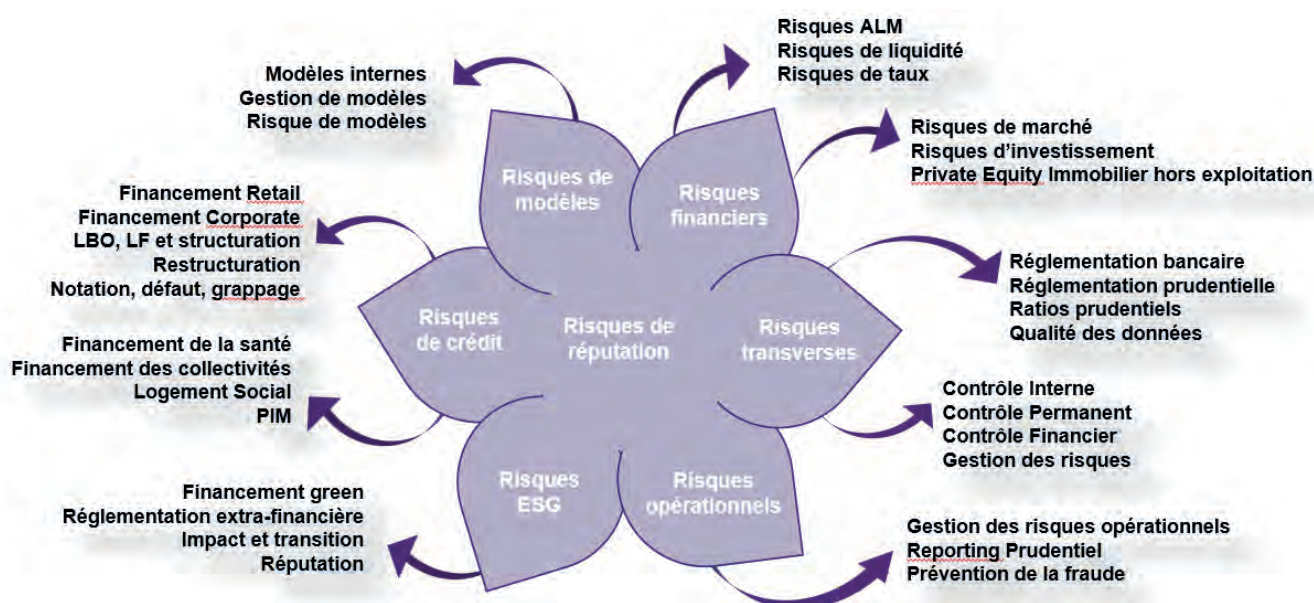 Risques ALM
Risques de liquidité
Risques de taux
Modèles internes
Gestion de modèles
Risque de modèles
Risques de marché
Risques d'investissement
Private Equity Immobilier hors exploitation
Risques de
modèles
Risques
financiers
Financement Retail
Financement Corporate
LBO, LF et structuration
Restructuration
Notation, défaut, grappage
Réglementation bancaire
Réglementation prudentielle
Ratios prudentiels
Qualité des données
Risques
de crédit
Risques de
réputation
Risques
transverses
Financement de la santé
Financement des collectivités
Logement Social
PIM
Contrôle Interne
Contrôle Permanent
Contrôle Financier
Gestion des risques
Risques
ESG
Risques
opérationnels
Financement green
Réglementation extra-financière
Impact et transition
Réputation
Gestion des risques opérationnels
Reporting Prudentiel
Prévention de la fraude